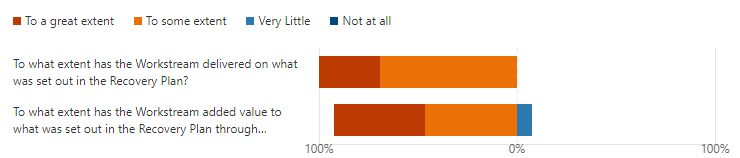 To a great extent To some extent Very Little Not at all
To what extent has the Workstream delivered on what
was set out in the Recovery Plan?
To what extent has the Workstream added value to
what was set out in the Recovery Plan through...
100% 0% 100%